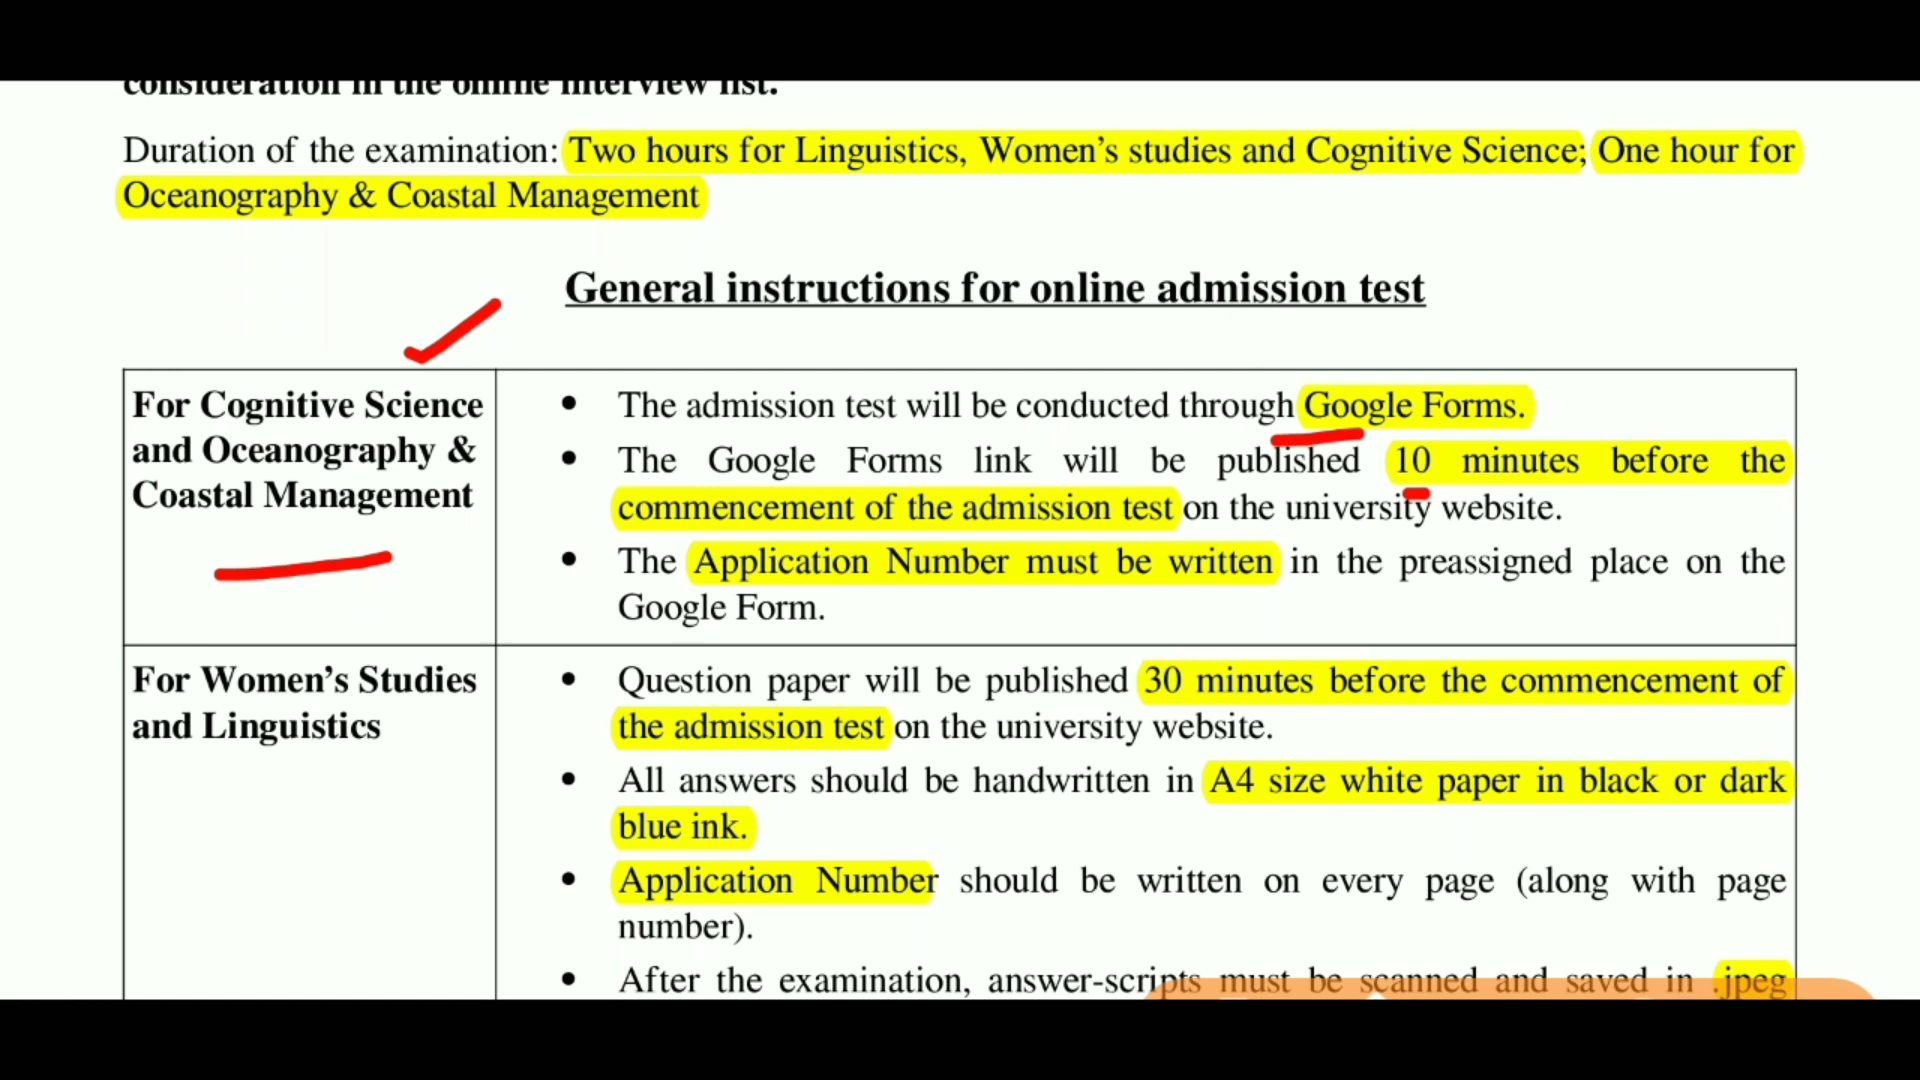 consideration in the online interview list.
Duration of the examination: Two hours for Linguistics, Women’s studies and Cognitive Science; One hour for
Oceanography & Coastal Management
General instructions for online admission test
For Cognitive Science
and Oceanography &
Coastal Management
• The admission test will be conducted through Google Forms.
• The Google Forms link will be published 10 minutes before the
commencement of the admission test on the university website.
• The Application Number must be written in the preassigned place on the
Google Form.
For Women’s Studies
and Linguistics
• Question paper will be published 30 minutes before the commencement of
the admission test on the university website.
• All answers should be handwritten in A4 size white paper in black or dark
blue ink.
• Application Number should be written on every page (along with page
number).
• After the examination, answer-scripts must be scanned and saved in .jpeg